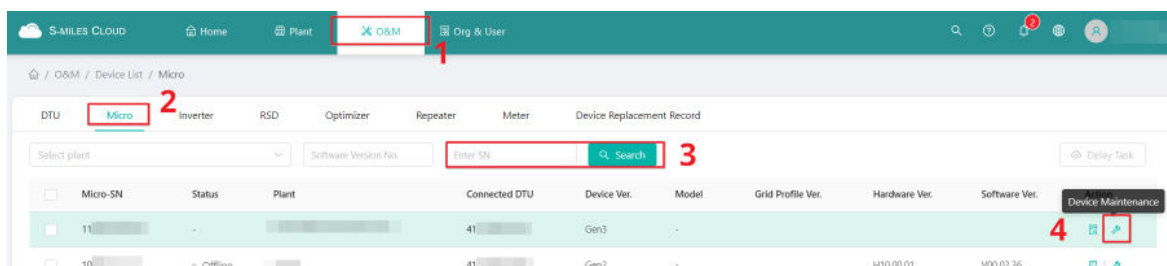 S-MILES CLOUD Home Plant O&M Org & User 2
1
/ O&M / Device List / Micro
DTU Micro 2 Inverter RSD Optimizer Repeater Meter Device Replacement Record
Select plant Software Version No. Enter SN Search 3 Delay Task
Micro-SN Status Plant Connected DTU Device Ver. Model Grid Profile Ver. Hardware Ver. Software Ver. Action
Device Maintenance
11 - 41 Gen3 - 4
10 Offline 41 Gen2 - H10.00.01 V00.02.36